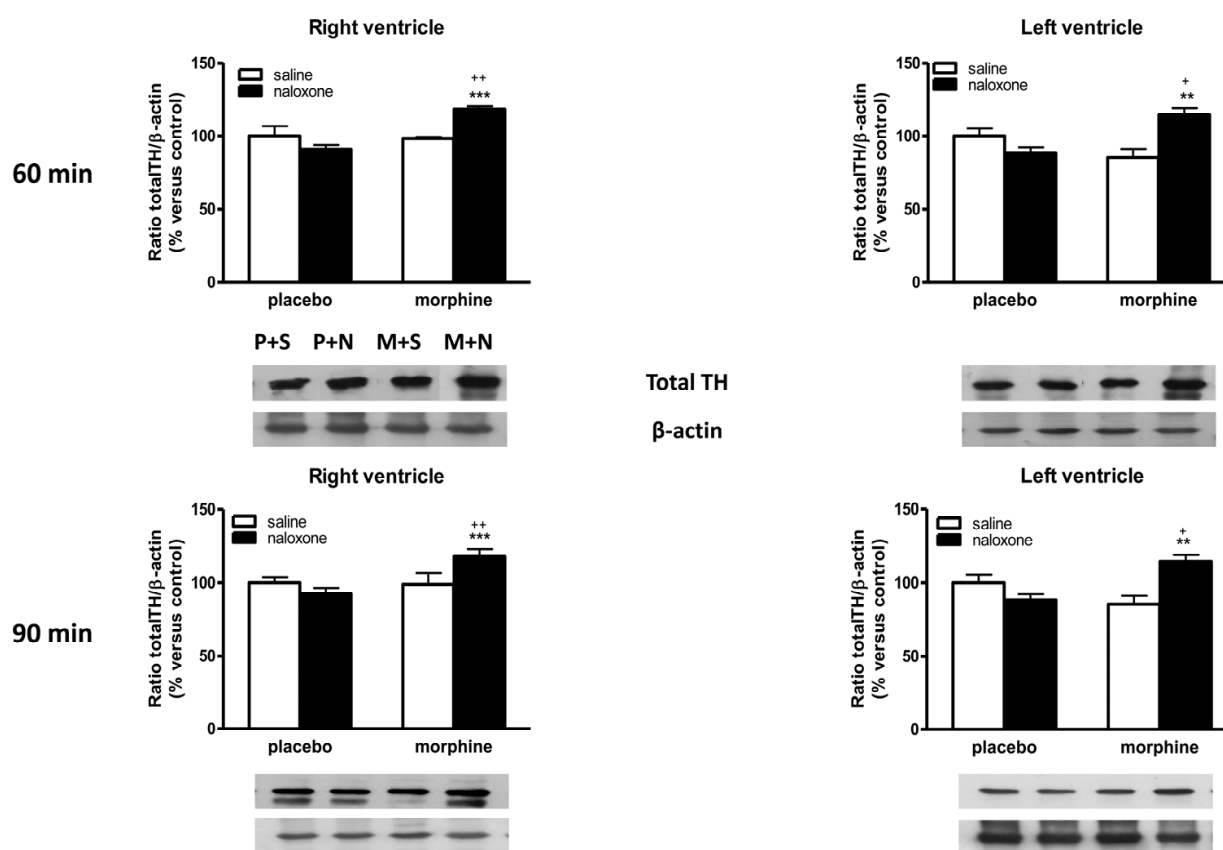 Right ventricle
Left ventricle
60 min
Ratio totalTH/β-actin
(% versus control)
150
100
50
0
saline
naloxone
++
***
placebo
morphine
Ratio totalTH/β-actin
(% versus control)
150
100
50
0
saline
naloxone
+
**
placebo
morphine
P+S P+N M+S M+N
Total TH
β-actin
Right ventricle
Left ventricle
90 min
Ratio totalTH/β-actin
(% versus control)
150
100
50
0
saline
naloxone
++
***
placebo
morphine
Ratio totalTH/β-actin
(% versus control)
150
100
50
0
saline
naloxone
+
**
placebo
morphine